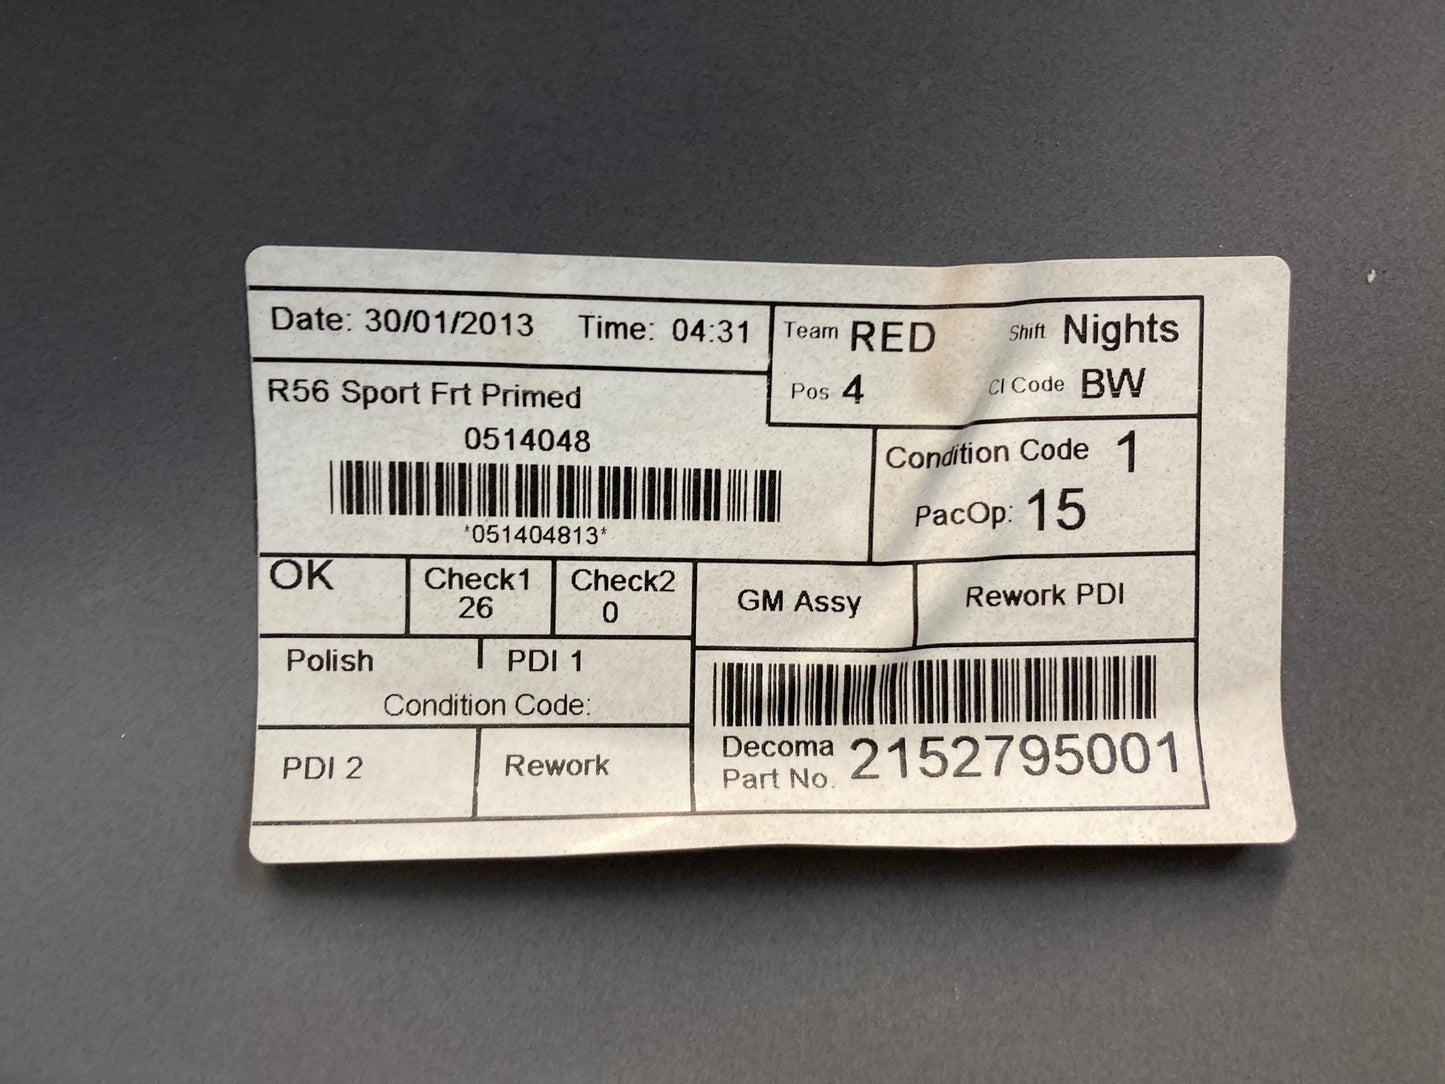 Date: 30/01/2013 Time: 04:31
Team RED Shift Nights
Pos 4 CI Code BW
R56 Sport Frt Primed
0514048
*051404813*
Condition Code 1
PacOp: 15
OK
Check1
26
Check2
0
GM Assy
Rework PDI
Polish PDI 1
Condition Code:
PDI 2
Rework
Decoma
Part No. 2152795001